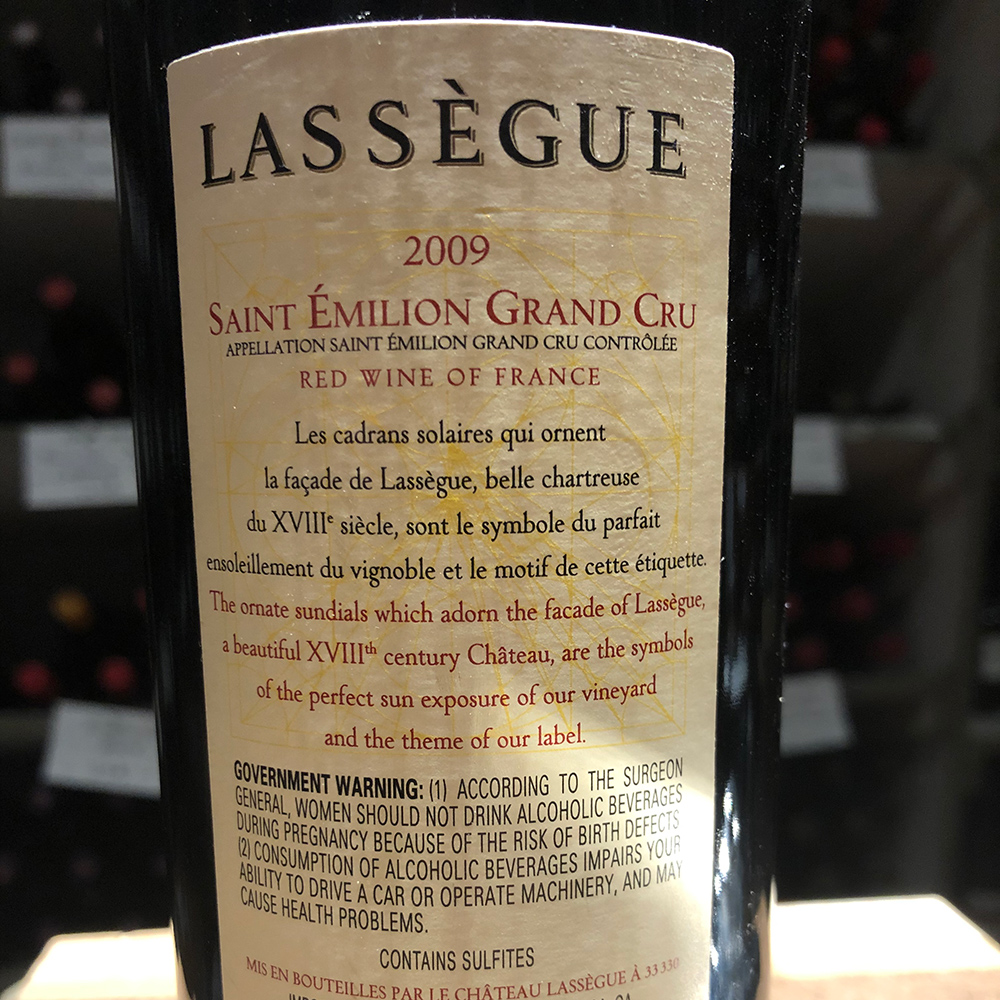 LASSÈGUE
2009
SAINT ÉMILION GRAND CRU
APPELLATION SAINT ÉMILION GRAND CRU CONTRÔLÉE
RED WINE OF FRANCE
Les cadrans solaires qui ornent
la façade de Lassègue, belle chartreuse
du XVIIIe siècle, sont le symbole du parfait
ensoleillement du vignoble et le motif de cette étiquette.
The ornate sundials which adorn the facade of Lassègue,
a beautiful XVIIIth century Château, are the symbols
of the perfect sun exposure of our vineyard
and the theme of our label.
GOVERNMENT WARNING: (1) ACCORDING TO THE SURGEON
GENERAL, WOMEN SHOULD NOT DRINK ALCOHOLIC BEVERAGES
DURING PREGNANCY BECAUSE OF THE RISK OF BIRTH DEFECTS
(2) CONSUMPTION OF ALCOHOLIC BEVERAGES IMPAIRS YOUR
ABILITY TO DRIVE A CAR OR OPERATE MACHINERY, AND MAY
CAUSE HEALTH PROBLEMS.
CONTAINS SULFITES
MIS EN BOUTEILLES PAR LE CHÂTEAU LASSÈGUE À 33330